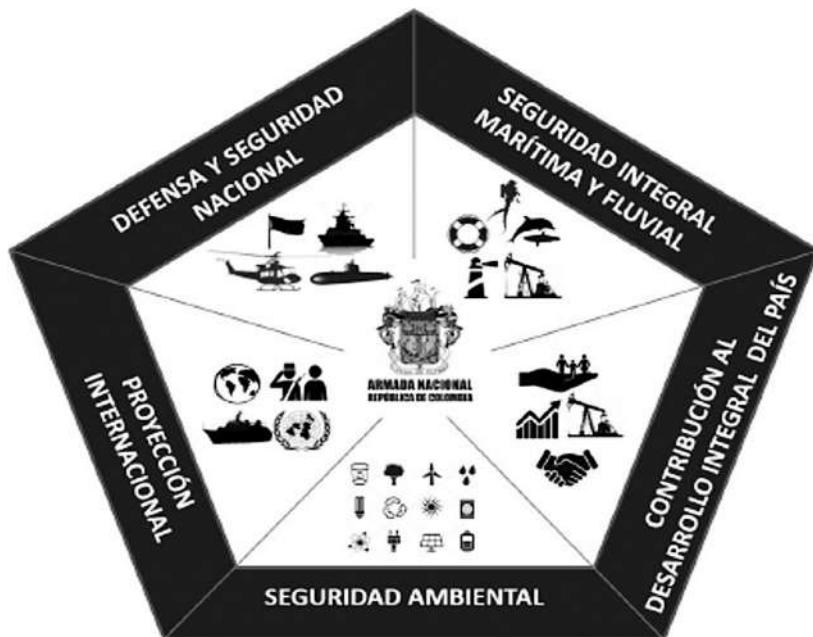 DEFENSA Y SEGURIDAD
NACIONAL
SEGURIDAD INTEGRAL
MARÍTIMA Y FLUVIAL
CONTRIBUCIÓN AL
DESARROLLO INTEGRAL DEL PAÍS
SEGURIDAD AMBIENTAL
PROYECCIÓN
INTERNACIONAL
ARMADA NACIONAL
REPÚBLICA DE COLOMBIA